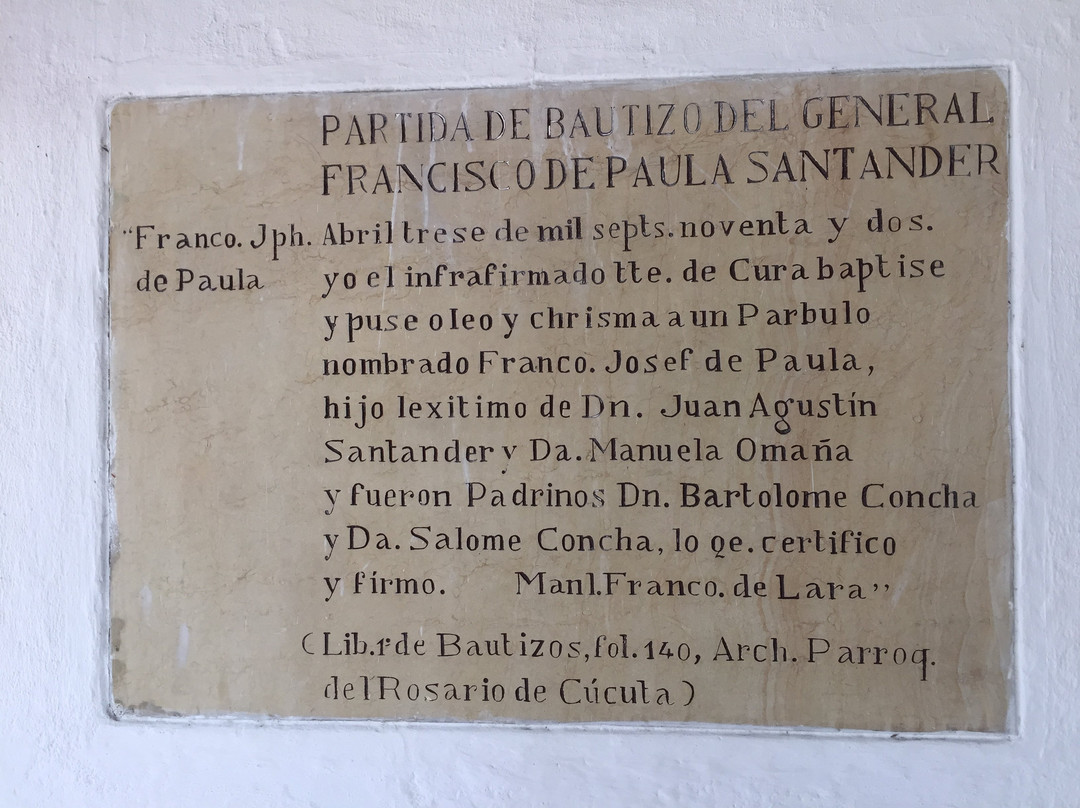 PARTIDA DE BAUTIZO DEL GENERAL
FRANCISCO DE PAULA SANTANDER
“Franco. Jph. Abril trese de mil septs. noventa y dos.
de Paula yo el infrafirmado tte. de Cura baptise
y puse oleo y chrisma a un Parbulo
nombrado Franco. Josef de Paula,
hijo lexitimo de Dn. Juan Agustín
Santander y Da. Manuela Omaña
y fueron Padrinos Dn. Bartolome Concha
y Da. Salome Concha, lo qe. certifico
y firmo. Manl. Franco. de Lara”
(Lib. 1º de Bautizos, fol. 140, Arch. Parroq.
del Rosario de Cúcuta)